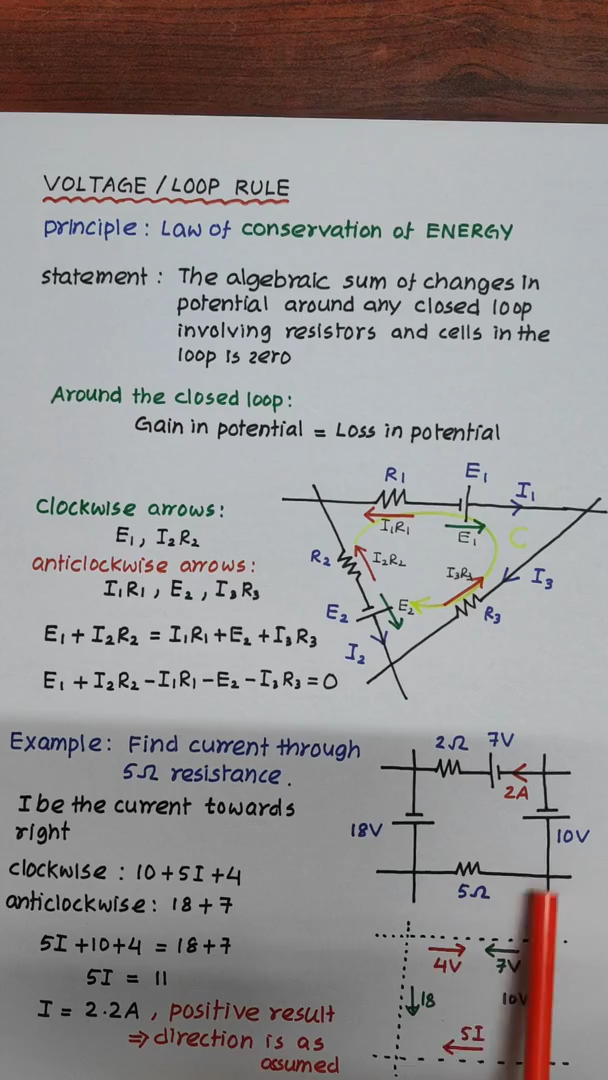 VOLTAGE / LOOP RULE
principle : Law of conservation of ENERGY
statement : The algebraic sum of changes in
potential around any closed loop
involving resistors and cells in the
loop is zero
Around the closed loop:
Gain in potential = Loss in potential
clockwise arrows:
E₁, I₂R₂
anticlockwise arrows:
I₁R₁, E₂, I₃R₃
E₁ + I₂R₂ = I₁R₁ + E₂ + I₃R₃
E₁ + I₂R₂ - I₁R₁ - E₂ - I₃R₃ = 0
R₁ E₁ I₁
I₁R₁ E₁ C
R₂ I₂R₂ I₃R₃ I₃
E₂ E₂ R₃
I₂
Example: Find current through
5Ω resistance.
I be the current towards
right
clockwise : 10+5I+4
anticlockwise : 18+7
5I+10+4 = 18+7
5I = 11
I = 2.2A, positive result
⇒ direction is as
assumed
2Ω 7V
2A
18V 10V
5Ω
4V 7V
18 10V
5I